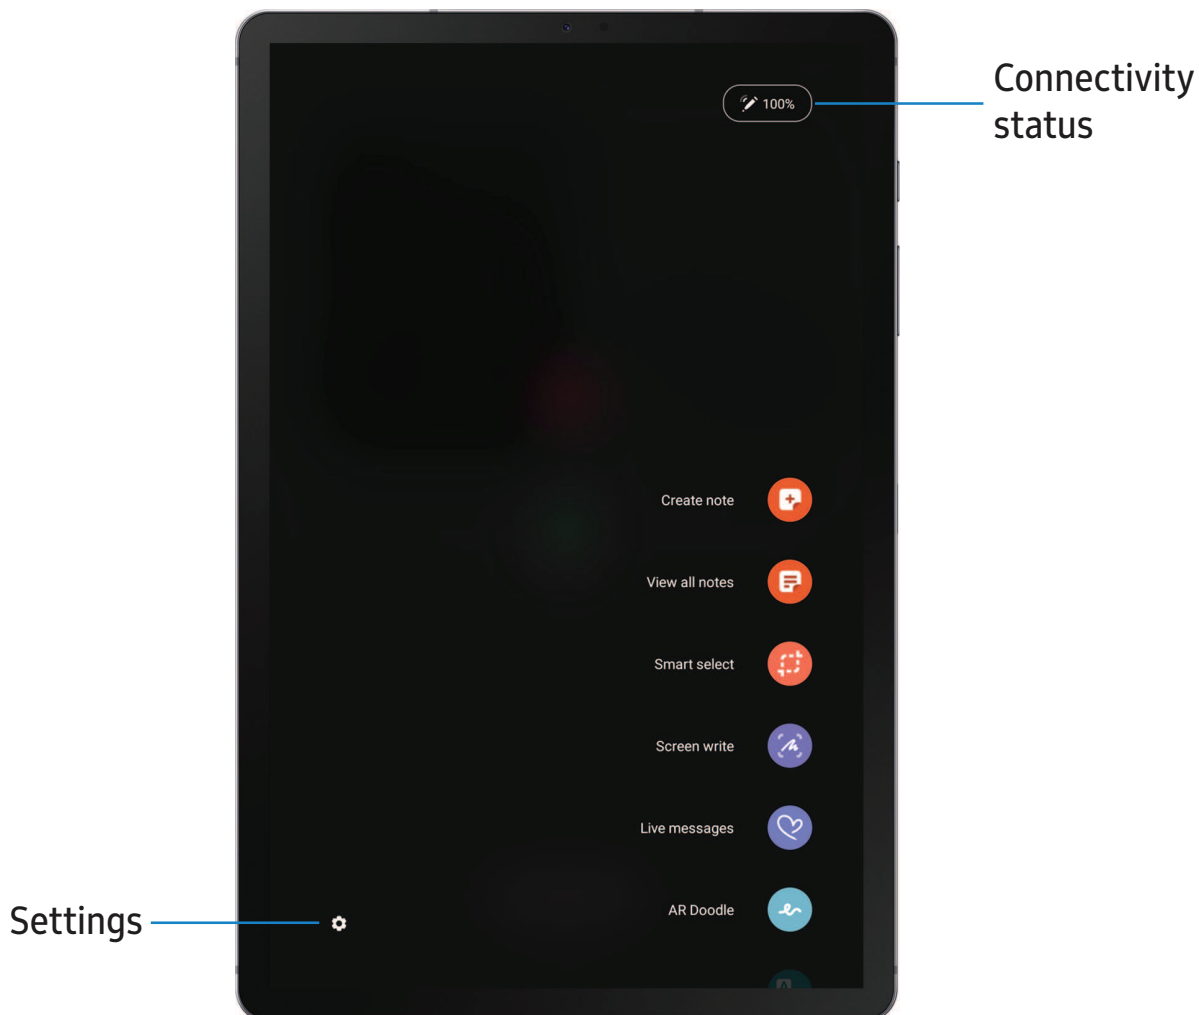 Connectivity
status
100%
Create note
View all notes
Smart select
Screen write
Live messages
AR Doodle
Settings
A